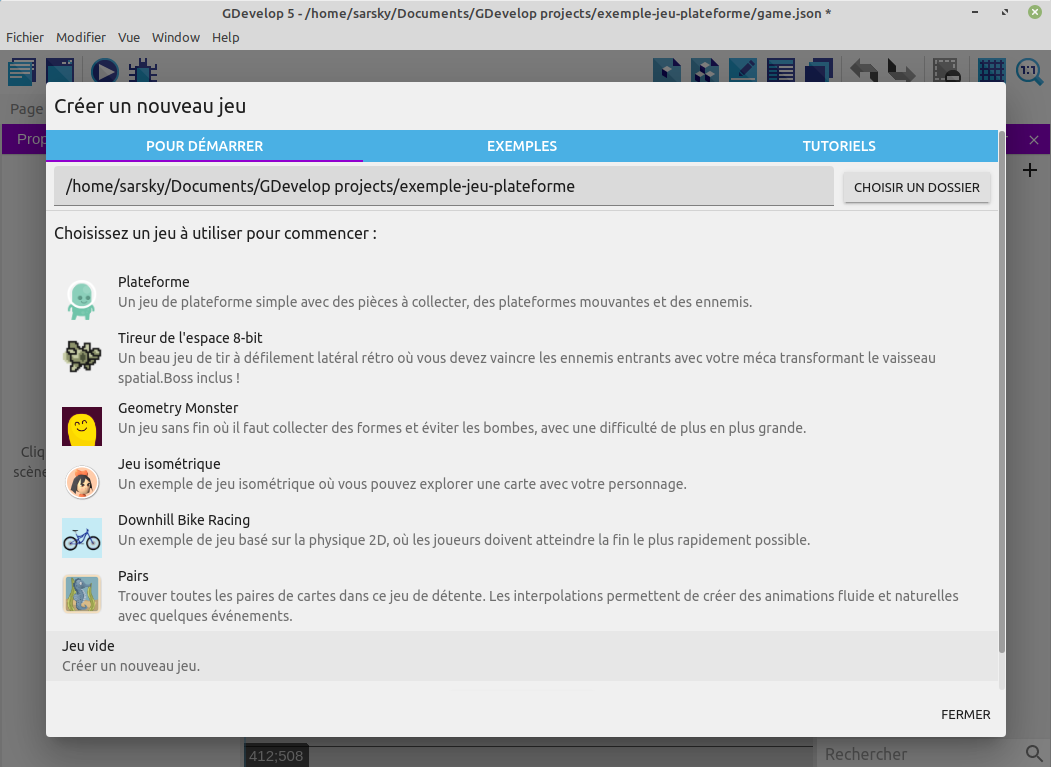 GDevelop 5 - /home/sarsky/Documents/GDevelop projects/exemple-jeu-plateforme/game.json *
Fichier Modifier Vue Window Help
1:1
Page
Créer un nouveau jeu
Prop
POUR DÉMARRER EXEMPLES TUTORIELS
/home/sarsky/Documents/GDevelop projects/exemple-jeu-plateforme
CHOISIR UN DOSSIER
Choisissez un jeu à utiliser pour commencer :
Plateforme
Un jeu de plateforme simple avec des pièces à collecter, des plateformes mouvantes et des ennemis.
Tireur de l'espace 8-bit
Un beau jeu de tir à défilement latéral rétro où vous devez vaincre les ennemis entrants avec votre méca transformant le vaisseau
spatial.Boss inclus !
Geometry Monster
Un jeu sans fin où il faut collecter des formes et éviter les bombes, avec une difficulté de plus en plus grande.
Cliq
scène
Jeu isométrique
Un exemple de jeu isométrique où vous pouvez explorer une carte avec votre personnage.
Downhill Bike Racing
Un exemple de jeu basé sur la physique 2D, où les joueurs doivent atteindre la fin le plus rapidement possible.
Pairs
Trouver toutes les paires de cartes dans ce jeu de détente. Les interpolations permettent de créer des animations fluide et naturelles
avec quelques événements.
Jeu vide
Créer un nouveau jeu.
FERMER
412;508
Rechercher